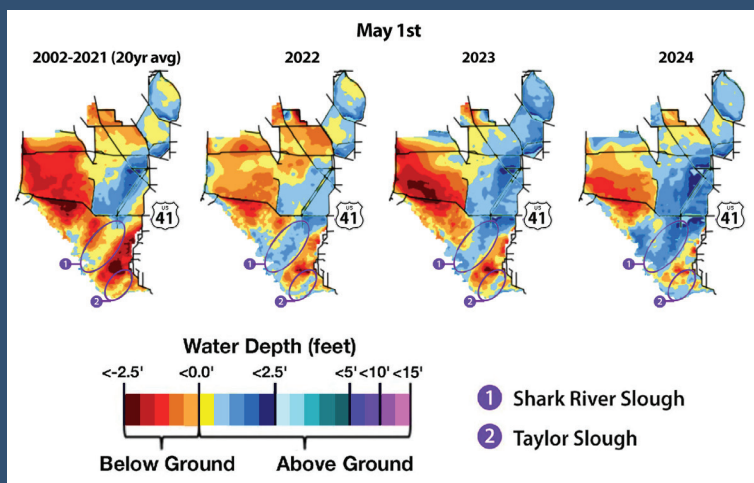 May 1st
2002-2021 (20yr avg)
2022
2023
2024
US
41
US
41
US
41
US
41
1
2
1
2
1
2
1
2
Water Depth (feet)
<-2.5' <0.0' <2.5' <5' <10' <15'
Below Ground Above Ground
1 Shark River Slough
2 Taylor Slough